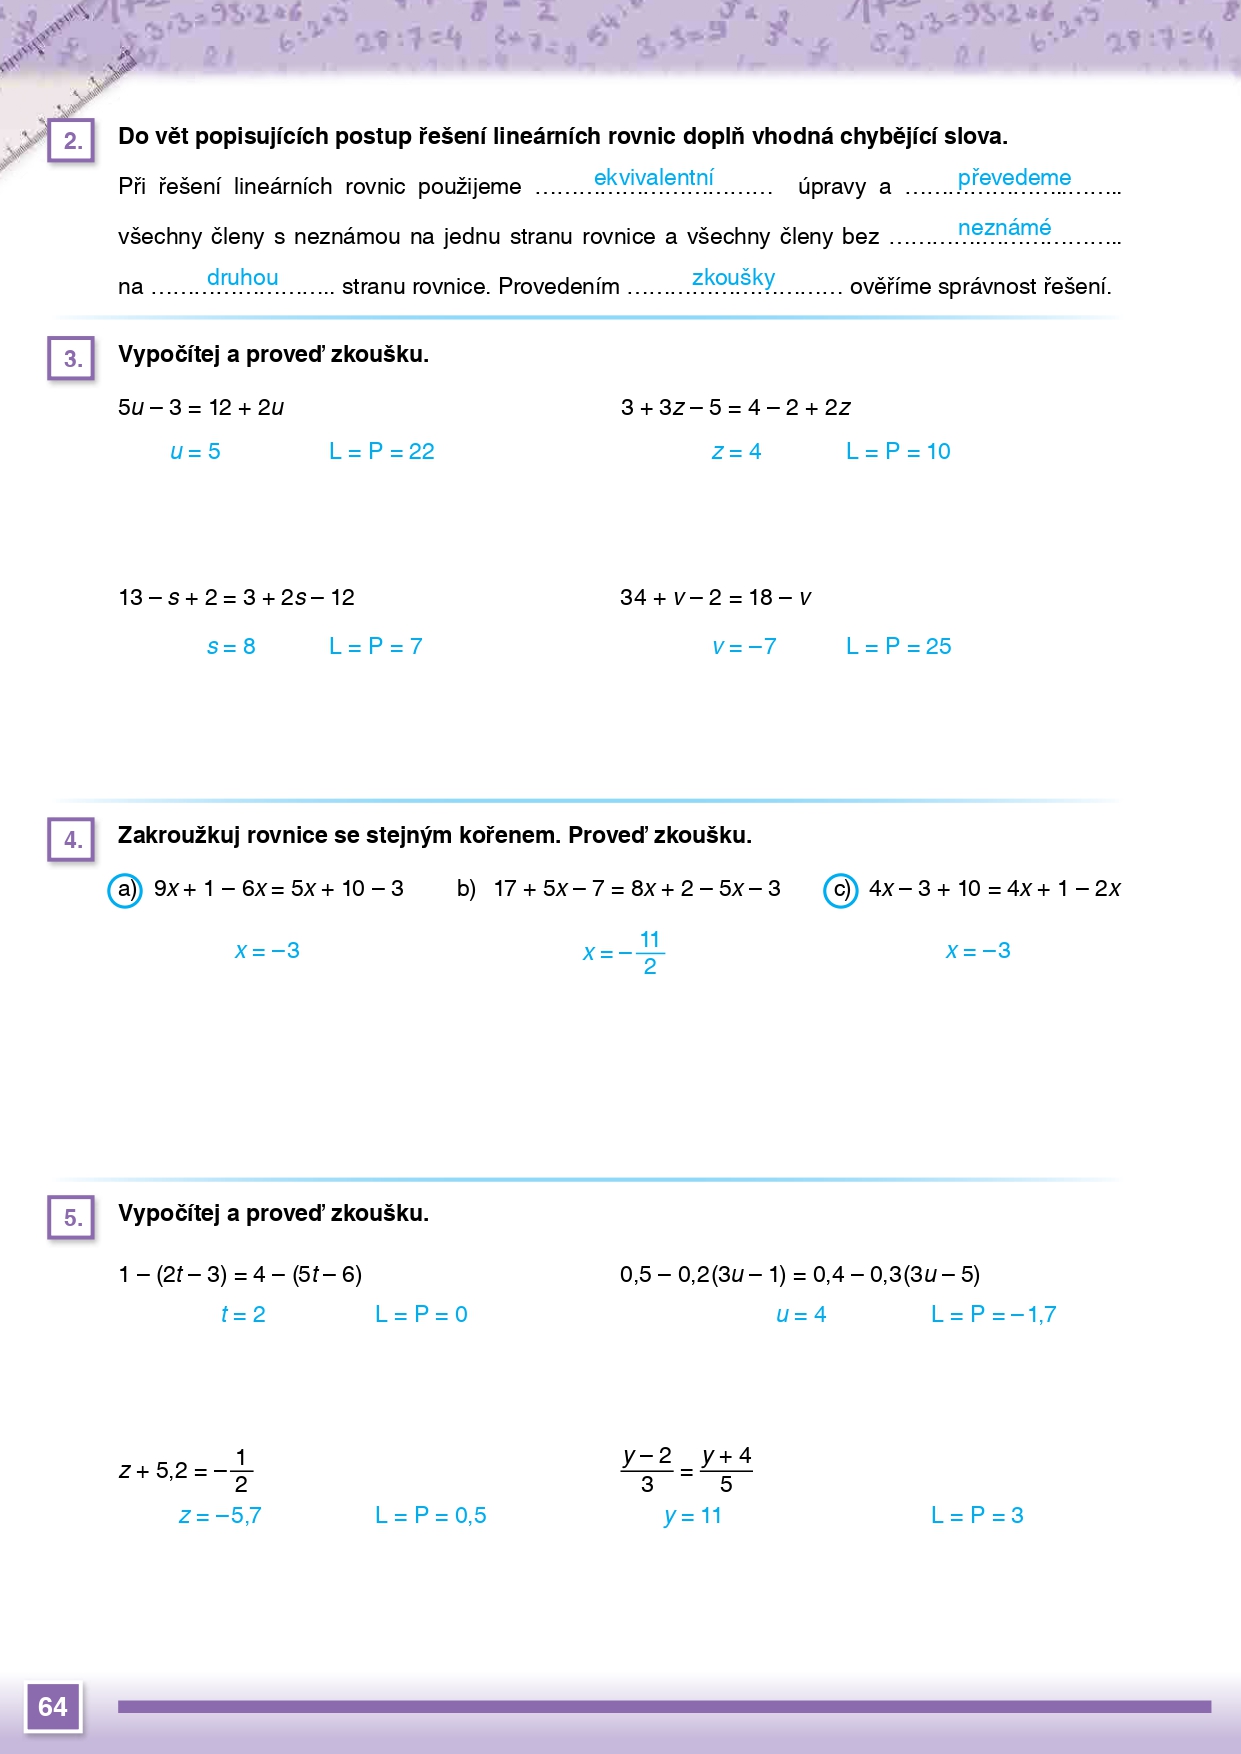 2. Do vět popisujících postup řešení lineárních rovnic doplň vhodná chybějící slova.
Při řešení lineárních rovnic použijeme ekvivalentní úpravy a převedeme
všechny členy s neznámou na jednu stranu rovnice a všechny členy bez neznámé
na druhou stranu rovnice. Provedením zkoušky ověříme správnost řešení.
3. Vypočítej a proveď zkoušku.
5u – 3 = 12 + 2u 3 + 3z – 5 = 4 – 2 + 2z
u = 5 L = P = 22 z = 4 L = P = 10
13 – s + 2 = 3 + 2s – 12 34 + v – 2 = 18 – v
s = 8 L = P = 7 v = –7 L = P = 25
4. Zakroužkuj rovnice se stejným kořenem. Proveď zkoušku.
a) 9x + 1 – 6x = 5x + 10 – 3 b) 17 + 5x – 7 = 8x + 2 – 5x – 3 c) 4x – 3 + 10 = 4x + 1 – 2x
x = –3 x = –11/2 x = –3
5. Vypočítej a proveď zkoušku.
1 – (2t – 3) = 4 – (5t – 6) 0,5 – 0,2(3u – 1) = 0,4 – 0,3(3u – 5)
t = 2 L = P = 0 u = 4 L = P = –1,7
z + 5,2 = –1/2 (y – 2)/3 = (y + 4)/5
z = –5,7 L = P = 0,5 y = 11 L = P = 3
64